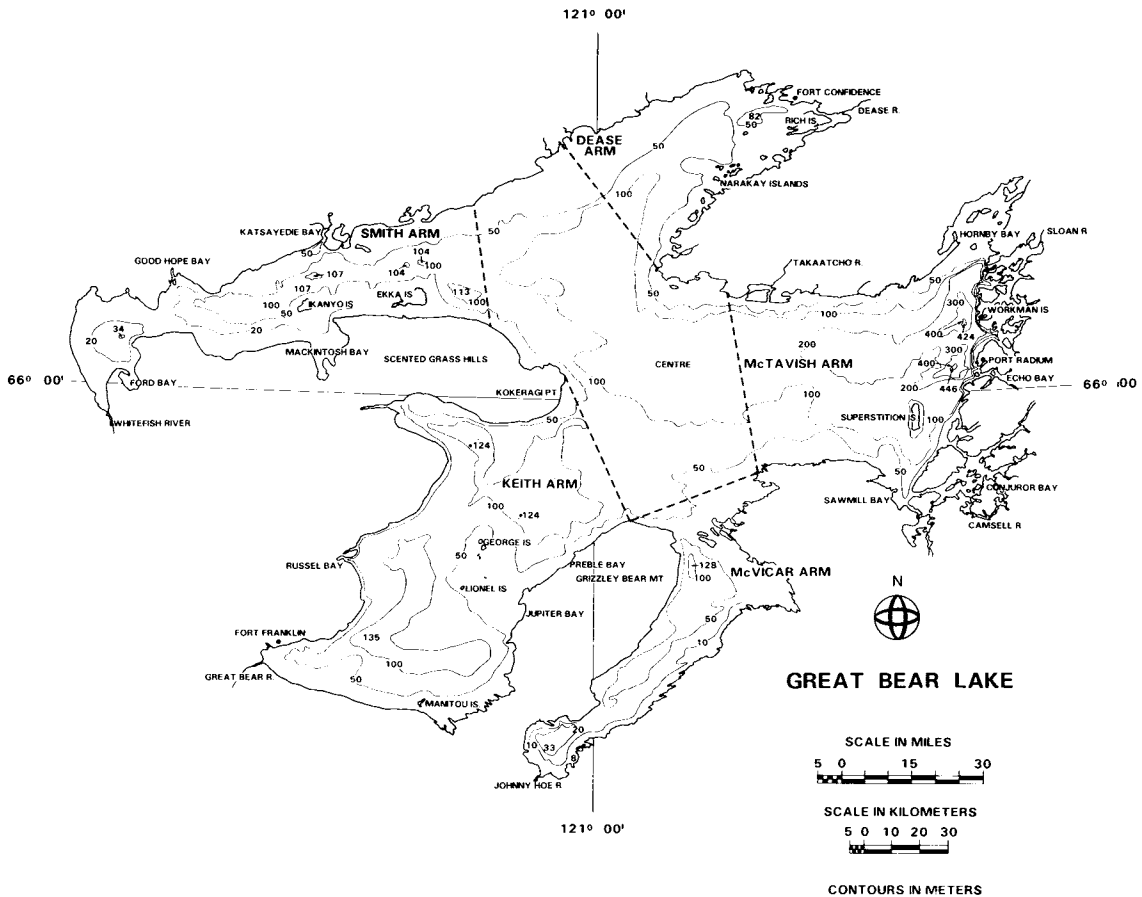 121° 00'
FORT CONFIDENCE
DEASE R.
82
50
RICH IS
DEASE ARM
50
NARAKAY ISLANDS
100
KATSAYEDIE BAY
SMITH ARM
50
HORNBY BAY
SLOAN R
GOOD HOPE BAY
50
104
100
104
107
107
TAKAATCHO R.
50
113
100
EKKA IS
IKANYO IS
100
50
20
50
300
100
WORKMAN IS
34
20
400
424
200
300
MACKINTOSH BAY
SCENTED GRASS HILLS
CENTRE
McTAVISH ARM
400
PORT RADIUM
66° 00'
FORD BAY
KOKERAGI PT
100
200
446
ECHO BAY
66° 00
WHITEFISH RIVER
50
100
SUPERSTITION IS
100
124
KEITH ARM
50
50
SAWMILL BAY
CONJUROR BAY
CAMSELL R
100
124
GEORGE IS
50
RUSSEL BAY
PREBLE BAY
GRIZZLEY BEAR MT
128
100
McVICAR ARM
LIONEL IS
JUPITER BAY
50
10
N
FORT FRANKLIN
135
100
GREAT BEAR R.
50
MANITOU IS
GREAT BEAR LAKE
20
10
33
8
JOHNNY HOE R
SCALE IN MILES
5 0 15 30
SCALE IN KILOMETERS
5 0 10 20 30
121° 00'
CONTOURS IN METERS